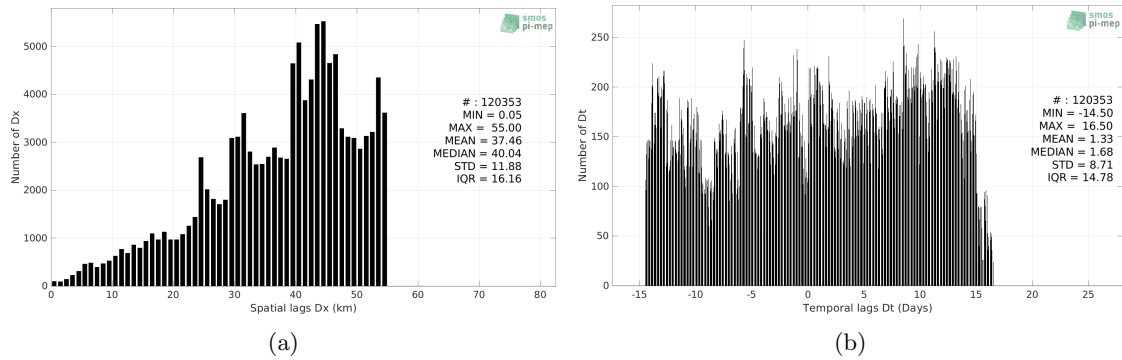 smos
pi-mep
5000
4000
3000
2000
1000
0
Number of Dx
# : 120353
MIN = 0.05
MAX = 55.00
MEAN = 37.46
MEDIAN = 40.04
STD = 11.88
IQR = 16.16
0 10 20 30 40 50 60 70 80
Spatial lags Dx (km)
(a)
smos
pi-mep
250
200
150
100
50
0
Number of Dt
# : 120353
MIN = -14.50
MAX = 16.50
MEAN = 1.33
MEDIAN = 1.68
STD = 8.71
IQR = 14.78
-15 -10 -5 0 5 10 15 20 25
Temporal lags Dt (Days)
(b)